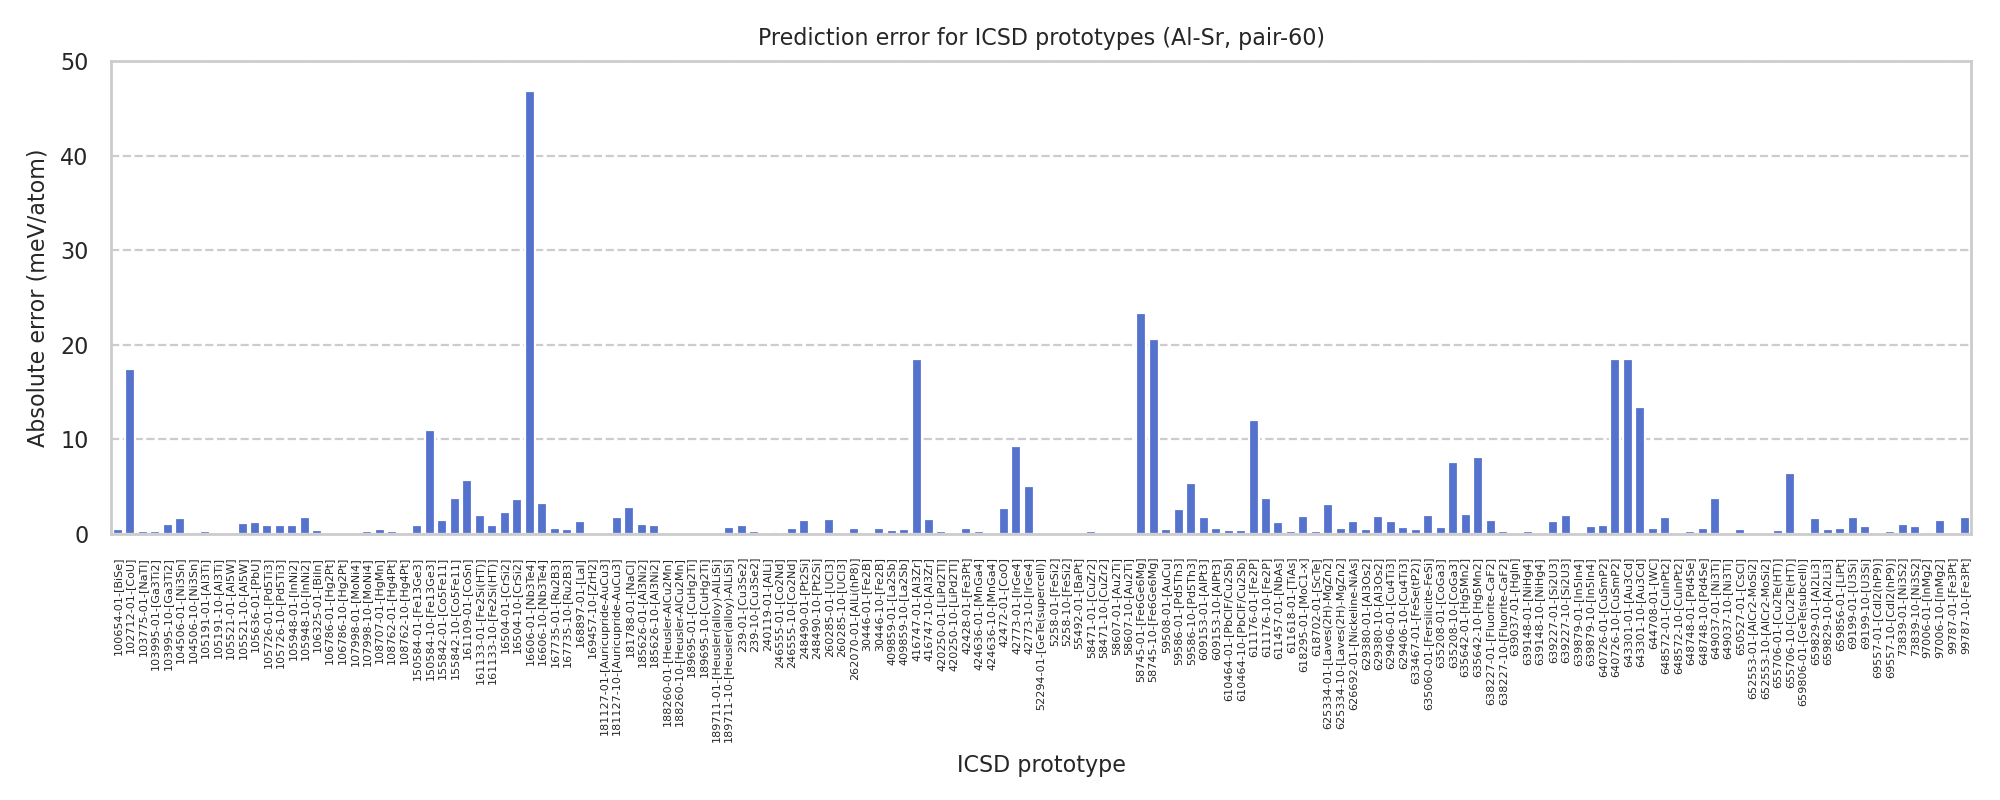 Prediction error for ICSD prototypes (Al-Sr, pair-60)
Absolute error (meV/atom)
50
40
30
20
10
0
100654-01-[BiSe]
102712-01-[CoU]
103775-01-[NaTl]
103995-01-[Ga3Ti2]
103995-10-[Ga3Ti2]
104506-01-[Ni3Sn]
104506-10-[Ni3Sn]
105191-01-[Al3Ti]
105191-10-[Al3Ti]
105521-01-[Al5W]
105521-10-[Al5W]
105636-01-[PbU]
105726-01-[Pd5Ti3]
105726-10-[Pd5Ti3]
105948-01-[InNi2]
105948-10-[InNi2]
106325-01-[BiIn]
106786-01-[Hg2Pt]
106786-10-[Hg2Pt]
107998-01-[MoNi4]
107998-10-[MoNi4]
108707-01-[HgMn]
108762-01-[Hg4Pt]
108762-10-[Hg4Pt]
150584-01-[Fe13Ge3]
150584-10-[Fe13Ge3]
155842-01-[Co5Fe11]
155842-10-[Co5Fe11]
161109-01-[CoSn]
161133-01-[Fe2Si(HT)]
161133-10-[Fe2Si(HT)]
16504-01-[CrSi2]
16504-10-[CrSi2]
16606-01-[Nb3Te4]
16606-10-[Nb3Te4]
167735-01-[Ru2B3]
167735-10-[Ru2B3]
168897-01-[LaI]
169457-10-[ZrH2]
181127-01-[Auricupride-AuCu3]
181127-10-[Auricupride-AuCu3]
181788-01-[NaCl]
185626-01-[Al3Ni2]
185626-10-[Al3Ni2]
188260-01-[Heusler-AlCu2Mn]
188260-10-[Heusler-AlCu2Mn]
189695-01-[CuHg2Ti]
189695-10-[CuHg2Ti]
189711-01-[Heusler(alloy)-AlLiSi]
189711-10-[Heusler(alloy)-AlLiSi]
239-01-[Cu3Se2]
239-10-[Cu3Se2]
240119-01-[AlLi]
246555-01-[Co2Nd]
246555-10-[Co2Nd]
248490-01-[Pt2Si]
248490-10-[Pt2Si]
260285-01-[UCl3]
260285-10-[UCl3]
262070-01-[AlLi(hP8)]
30446-01-[Fe2B]
30446-10-[Fe2B]
409859-01-[La2Sb]
409859-10-[La2Sb]
416747-01-[Al3Zr]
416747-10-[Al3Zr]
420250-01-[LiPd2Tl]
420250-10-[LiPd2Tl]
42428-01-[FePt]
424636-01-[MnGa4]
424636-10-[MnGa4]
42472-01-[CoO]
42773-01-[IrGe4]
42773-10-[IrGe4]
52294-01-[GeTe(supercell)]
5258-01-[FeSi2]
5258-10-[FeSi2]
55492-01-[BaPt]
58471-01-[CuZr2]
58471-10-[CuZr2]
58607-01-[Au2Ti]
58607-10-[Au2Ti]
58745-01-[Fe6Ge6Mg]
58745-10-[Fe6Ge6Mg]
59508-01-[AuCu]
59586-01-[Pd5Th3]
59586-10-[Pd5Th3]
609153-01-[AlPt3]
609153-10-[AlPt3]
610464-01-[PbClF/Cu2Sb]
610464-10-[PbClF/Cu2Sb]
611176-01-[Fe2P]
611176-10-[Fe2P]
611457-01-[NbAs]
611618-01-[TiAs]
618295-01-[MoC1-x]
618702-01-[ScTe]
625334-01-[Laves(2H)-MgZn2]
625334-10-[Laves(2H)-MgZn2]
626692-01-[Nickeline-NiAs]
629380-01-[Al3Os2]
629380-10-[Al3Os2]
629406-01-[Cu4Ti3]
629406-10-[Cu4Ti3]
633467-01-[FeSe(tP2)]
635060-01-[Fersilicite-FeSi]
635208-01-[CoGa3]
635208-10-[CoGa3]
635642-01-[Hg5Mn2]
635642-10-[Hg5Mn2]
638227-01-[Fluorite-CaF2]
638227-10-[Fluorite-CaF2]
639037-01-[HgIn]
639148-01-[NiHg4]
639148-10-[NiHg4]
639227-01-[Si2U3]
639227-10-[Si2U3]
639879-01-[In5In4]
639879-10-[In5In4]
640726-01-[CuSmP2]
640726-10-[CuSmP2]
643301-01-[Au3Cd]
643301-10-[Au3Cd]
644708-01-[WC]
648572-01-[CuInPt2]
648572-10-[CuInPt2]
648748-01-[Pd4Se]
648748-10-[Pd4Se]
649037-01-[Ni3Ti]
649037-10-[Ni3Ti]
650527-01-[CsCl]
652553-01-[AlCr2-MoSi2]
652553-10-[AlCr2-MoSi2]
655706-01-[Cu2Te(HT)]
655706-10-[Cu2Te(HT)]
659806-01-[GeTe(subcell)]
659829-01-[Al2Li3]
659829-10-[Al2Li3]
659856-01-[LiPt]
69199-01-[U3Si]
69199-10-[U3Si]
69557-01-[CdI2(hP9)]
69557-10-[CdI2(hP9)]
73839-01-[Ni3S2]
73839-10-[Ni3S2]
97006-01-[InMg2]
97006-10-[InMg2]
99787-01-[Fe3Pt]
99787-10-[Fe3Pt]
ICSD prototype